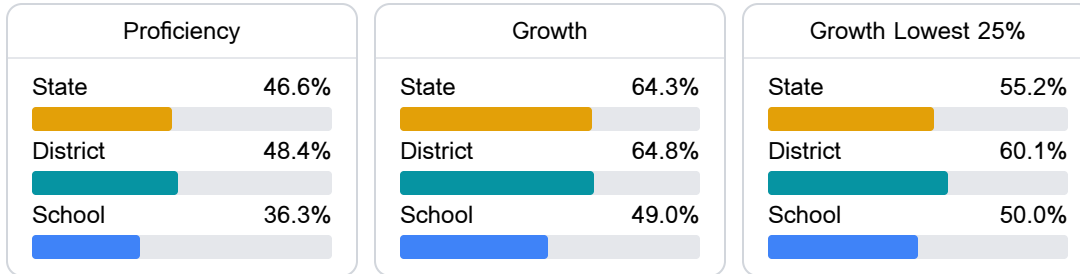 Proficiency
State 46.6%
District 48.4%
School 36.3%
Growth
State 64.3%
District 64.8%
School 49.0%
Growth Lowest 25%
State 55.2%
District 60.1%
School 50.0%